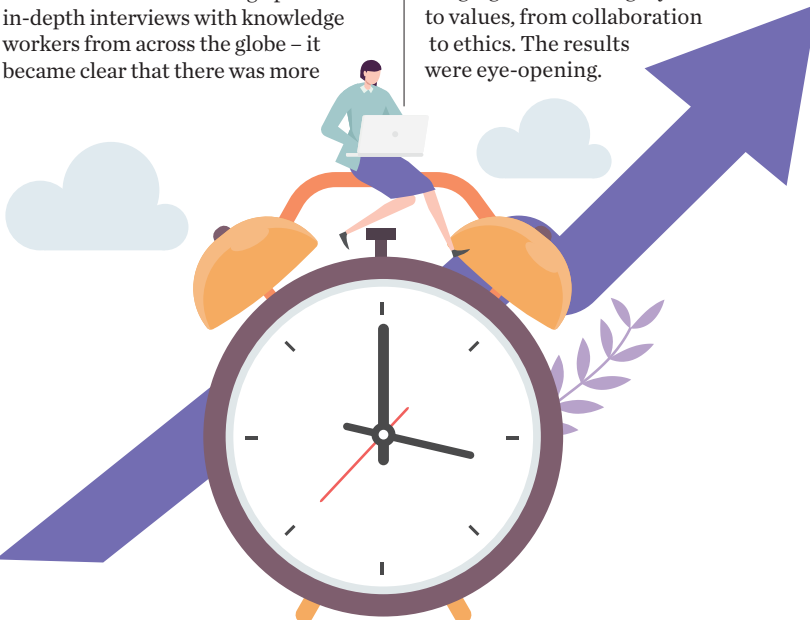 in-depth interviews with knowledge
workers from across the globe – it
became clear that there was more
to values, from collaboration
to ethics. The results
were eye-opening.